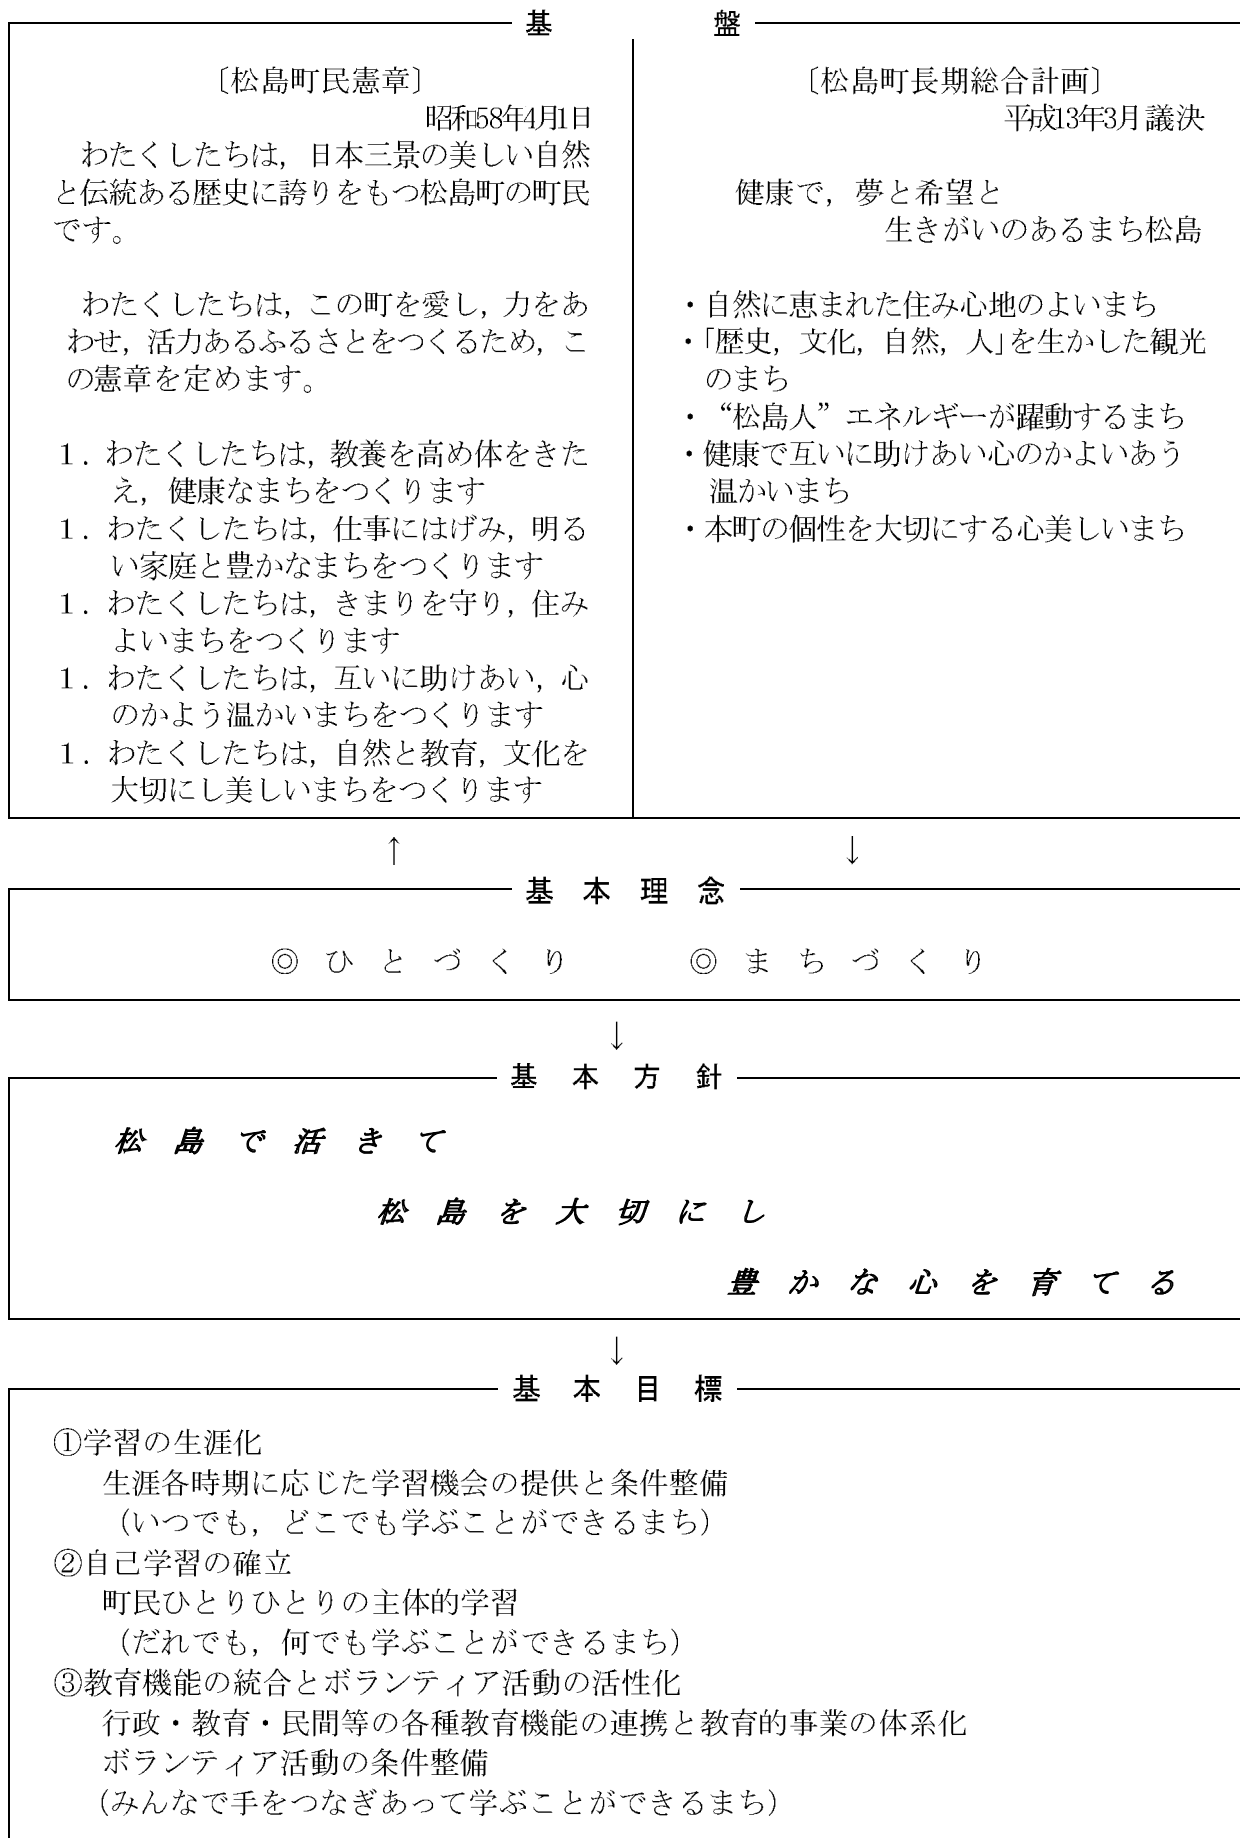 基 盤
〔松島町民憲章〕
昭和58年4月1日
わたくしたちは，日本三景の美しい自然
と伝統ある歴史に誇りをもつ松島町の町民
です。
わたくしたちは，この町を愛し，力をあ
わせ，活力あるふるさとをつくるため，こ
の憲章を定めます。
1．わたくしたちは，教養を高め体をきた
え，健康なまちをつくります
1．わたくしたちは，仕事にはげみ，明る
い家庭と豊かなまちをつくります
1．わたくしたちは，きまりを守り，住み
よいまちをつくります
1．わたくしたちは，互いに助けあい，心
のかよう温かいまちをつくります
1．わたくしたちは，自然と教育，文化を
大切にし美しいまちをつくります
〔松島町長期総合計画〕
平成13年3月議決
健康で，夢と希望と
生きがいのあるまち松島
・自然に恵まれた住み心地のよいまち
・「歴史，文化，自然，人」を生かした観光
のまち
・“松島人”エネルギーが躍動するまち
・健康で互いに助けあい心のかよいあう
温かいまち
・本町の個性を大切にする心美しいまち
↑ ↓
基本理念
◎ひとづくり ◎まちづくり
↓
基本方針
松島で活きて
松島を大切にし
豊かな心を育てる
↓
基本目標
①学習の生涯化
生涯各時期に応じた学習機会の提供と条件整備
（いつでも，どこでも学ぶことができるまち）
②自己学習の確立
町民ひとりひとりの主体的学習
（だれでも，何でも学ぶことができるまち）
③教育機能の統合とボランティア活動の活性化
行政・教育・民間等の各種教育機能の連携と教育的事業の体系化
ボランティア活動の条件整備
（みんなで手をつなぎあって学ぶことができるまち）